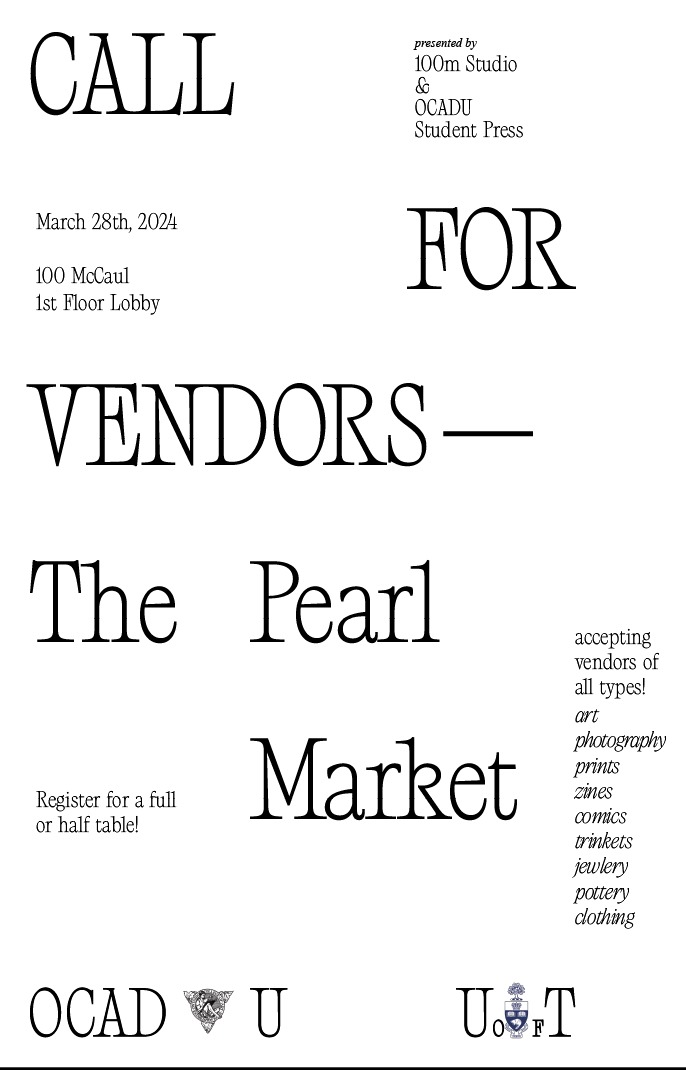 CALL
presented by
100m Studio
&
OCADU
Student Press
March 28th, 2024
100 McCaul
1st Floor Lobby
FOR
VENDORS —
The Pearl
Market
accepting
vendors of
all types!
art
photography
prints
zines
comics
trinkets
jewlery
pottery
clothing
Register for a full
or half table!
OCAD U
U OF T